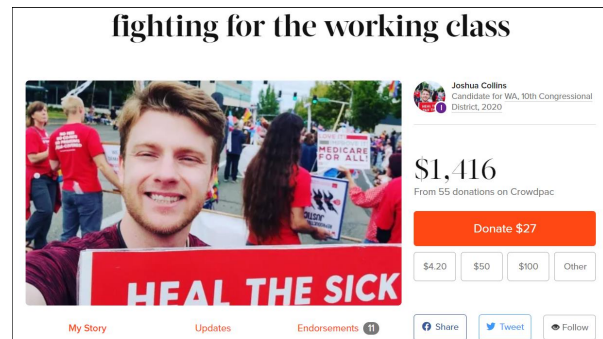 fighting for the working class
Joshua Collins
Candidate for WA, 10th Congressional
District, 2020
$1,416
From 55 donations on Crowdpac
Donate $27
$4.20
$50
$100
Other
MEDICARE
FOR ALL!
HEAL THE SICK
My Story
Updates
Endorsements 11
Share
Tweet
Follow